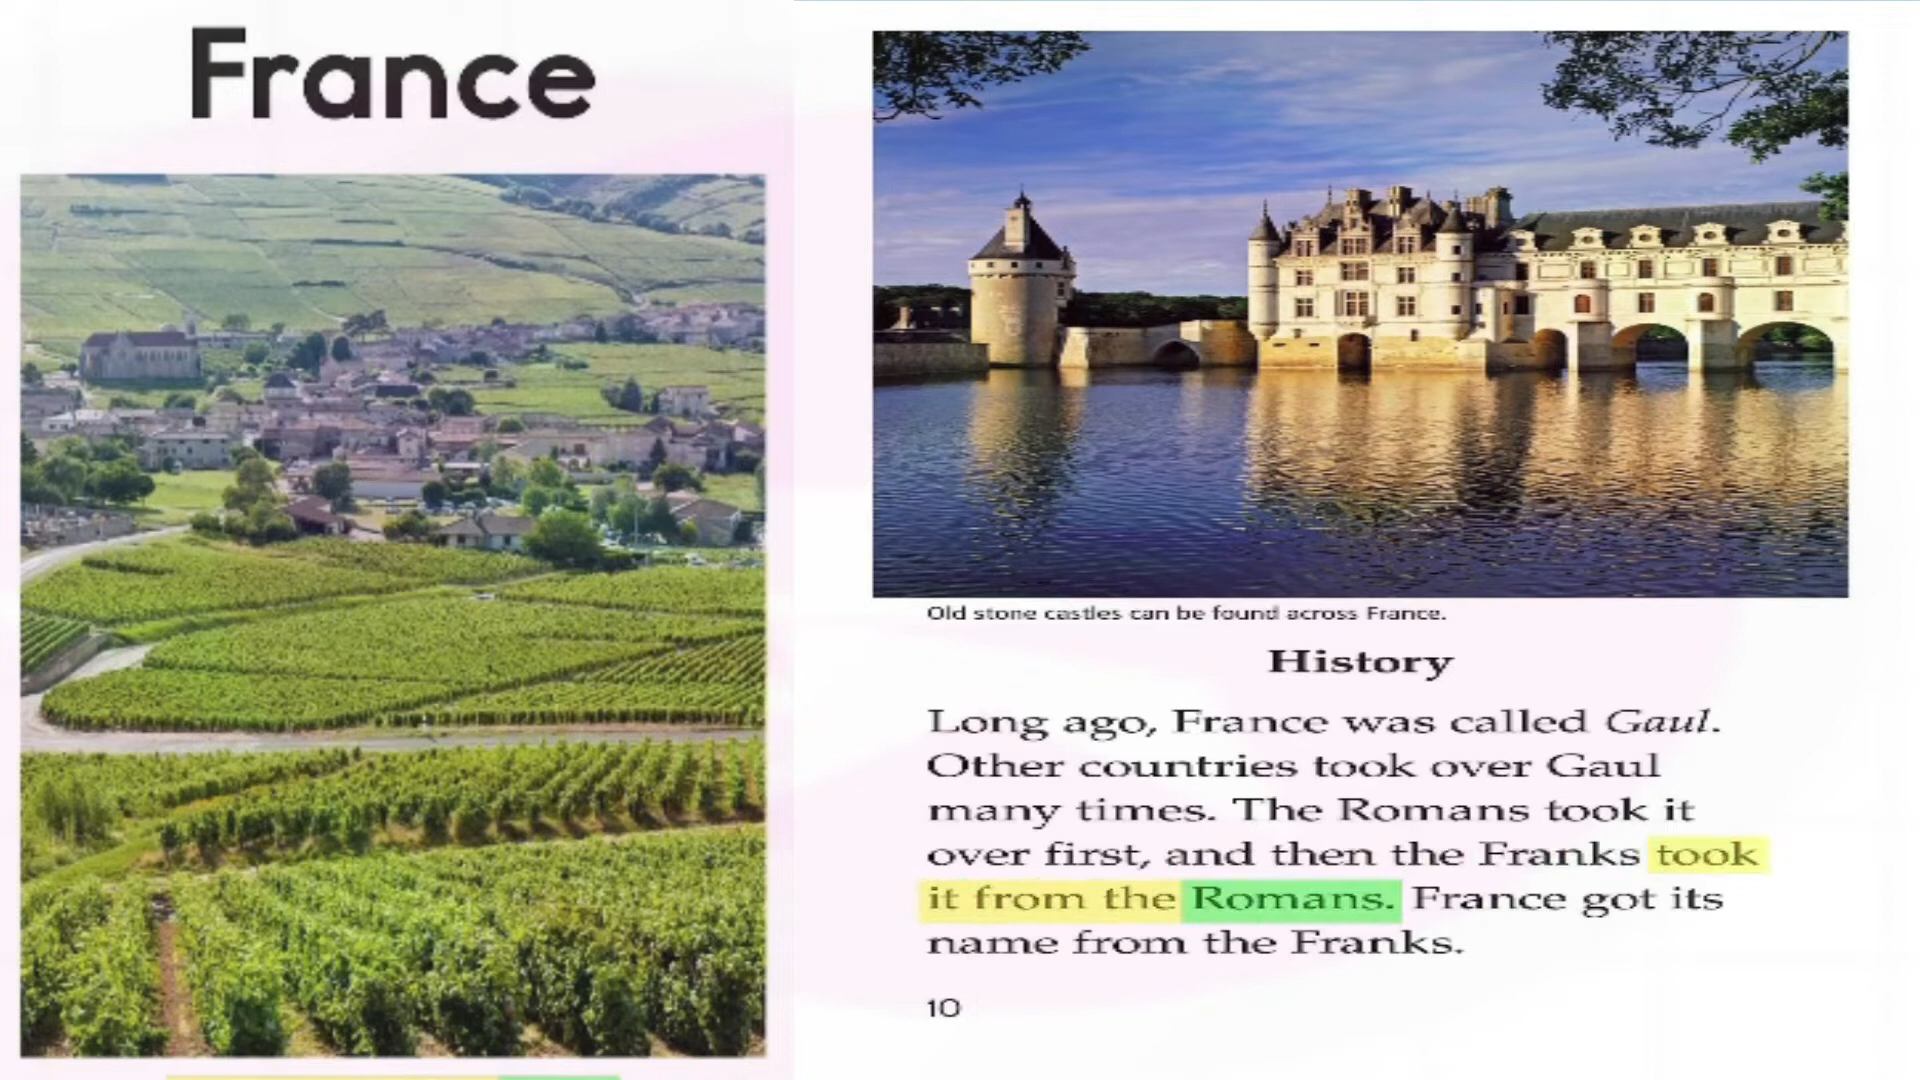 France
Old stone castles can be found across France.
History
Long ago, France was called Gaul.
Other countries took over Gaul
many times. The Romans took it
over first, and then the Franks took
it from the Romans. France got its
name from the Franks.
10